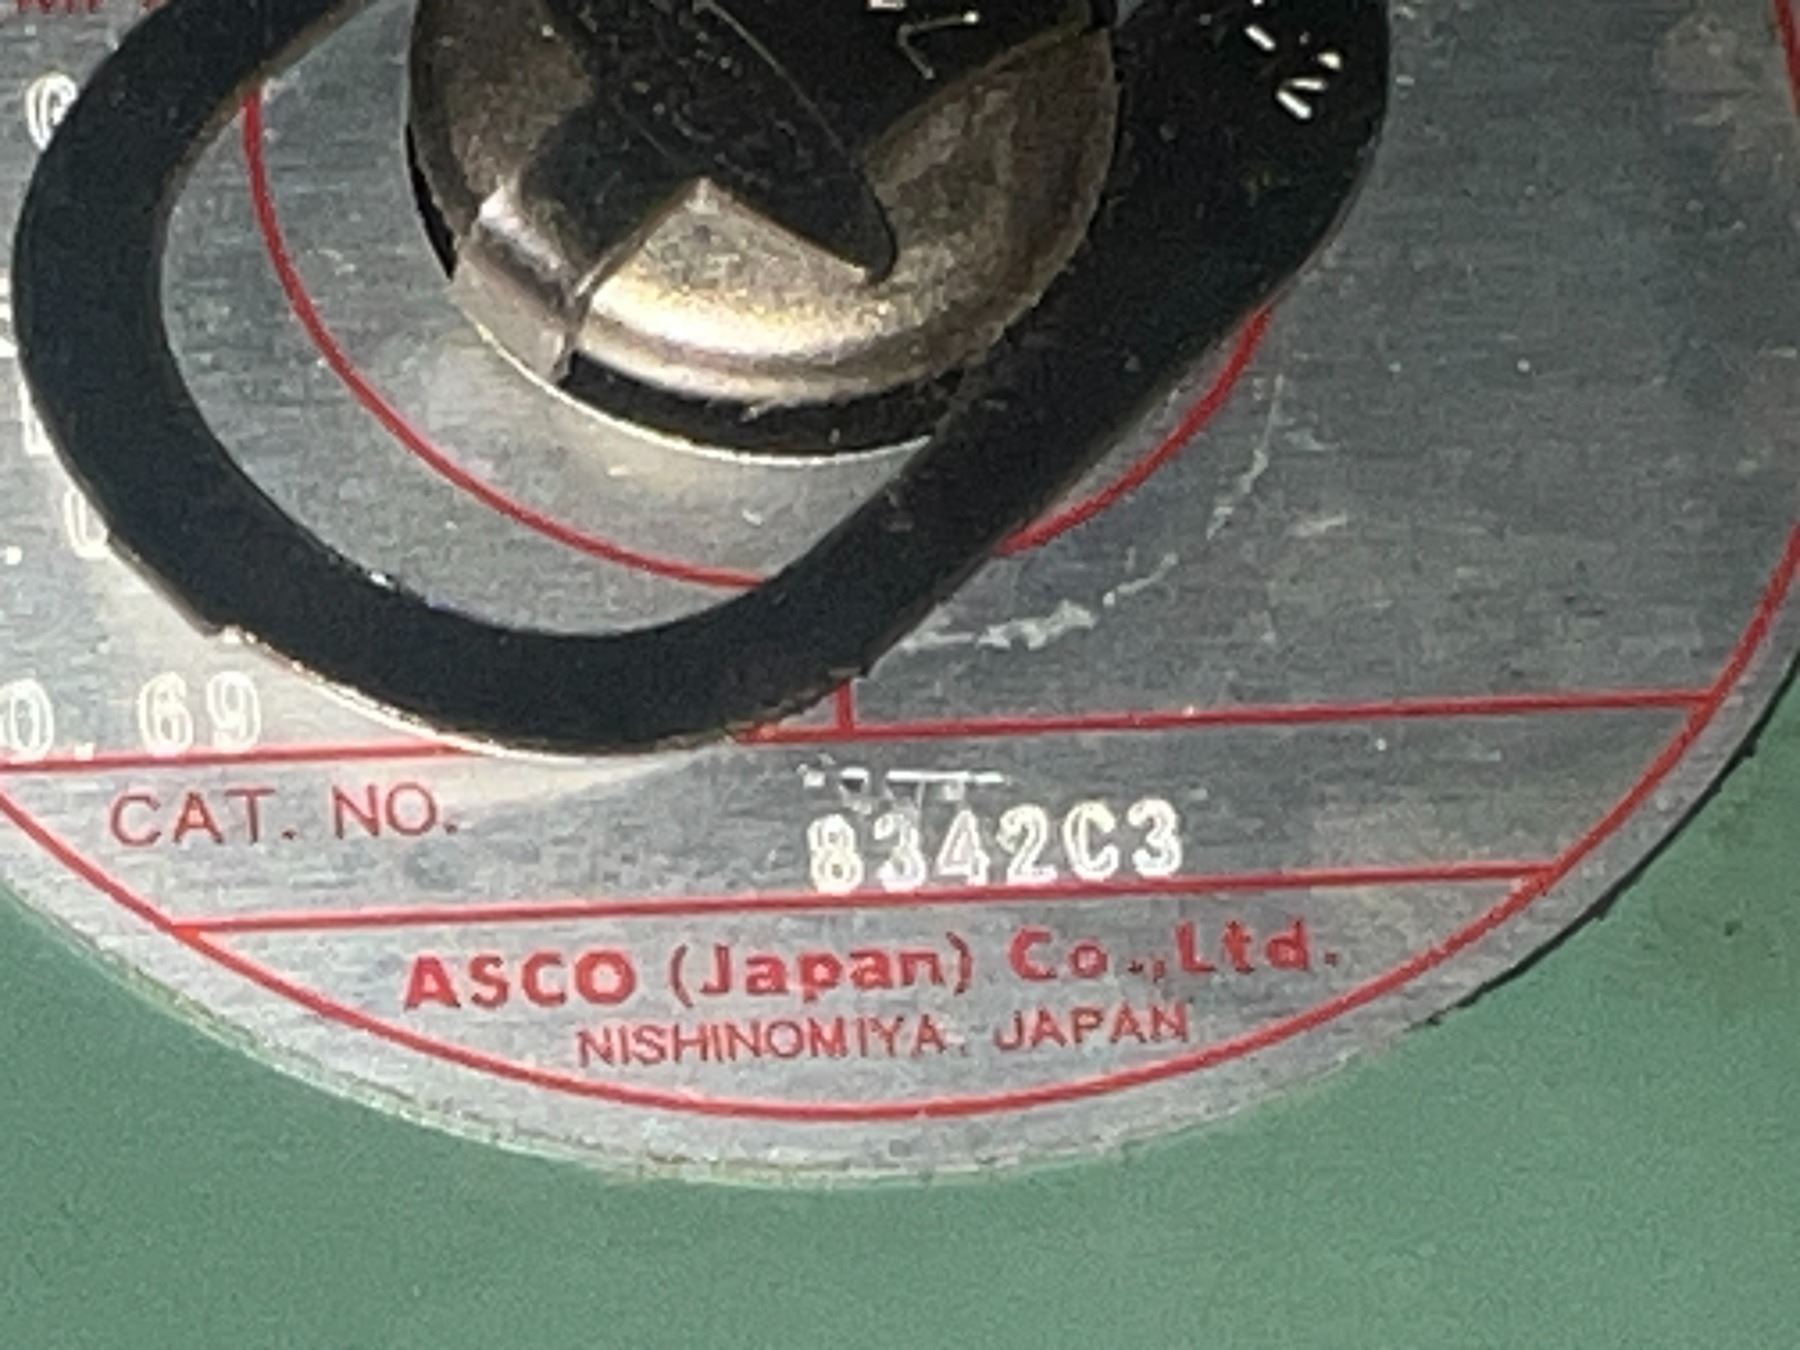 0.69
CAT. NO. 8342C3
ASCO (Japan) Co.,Ltd.
NISHINOMIYA. JAPAN